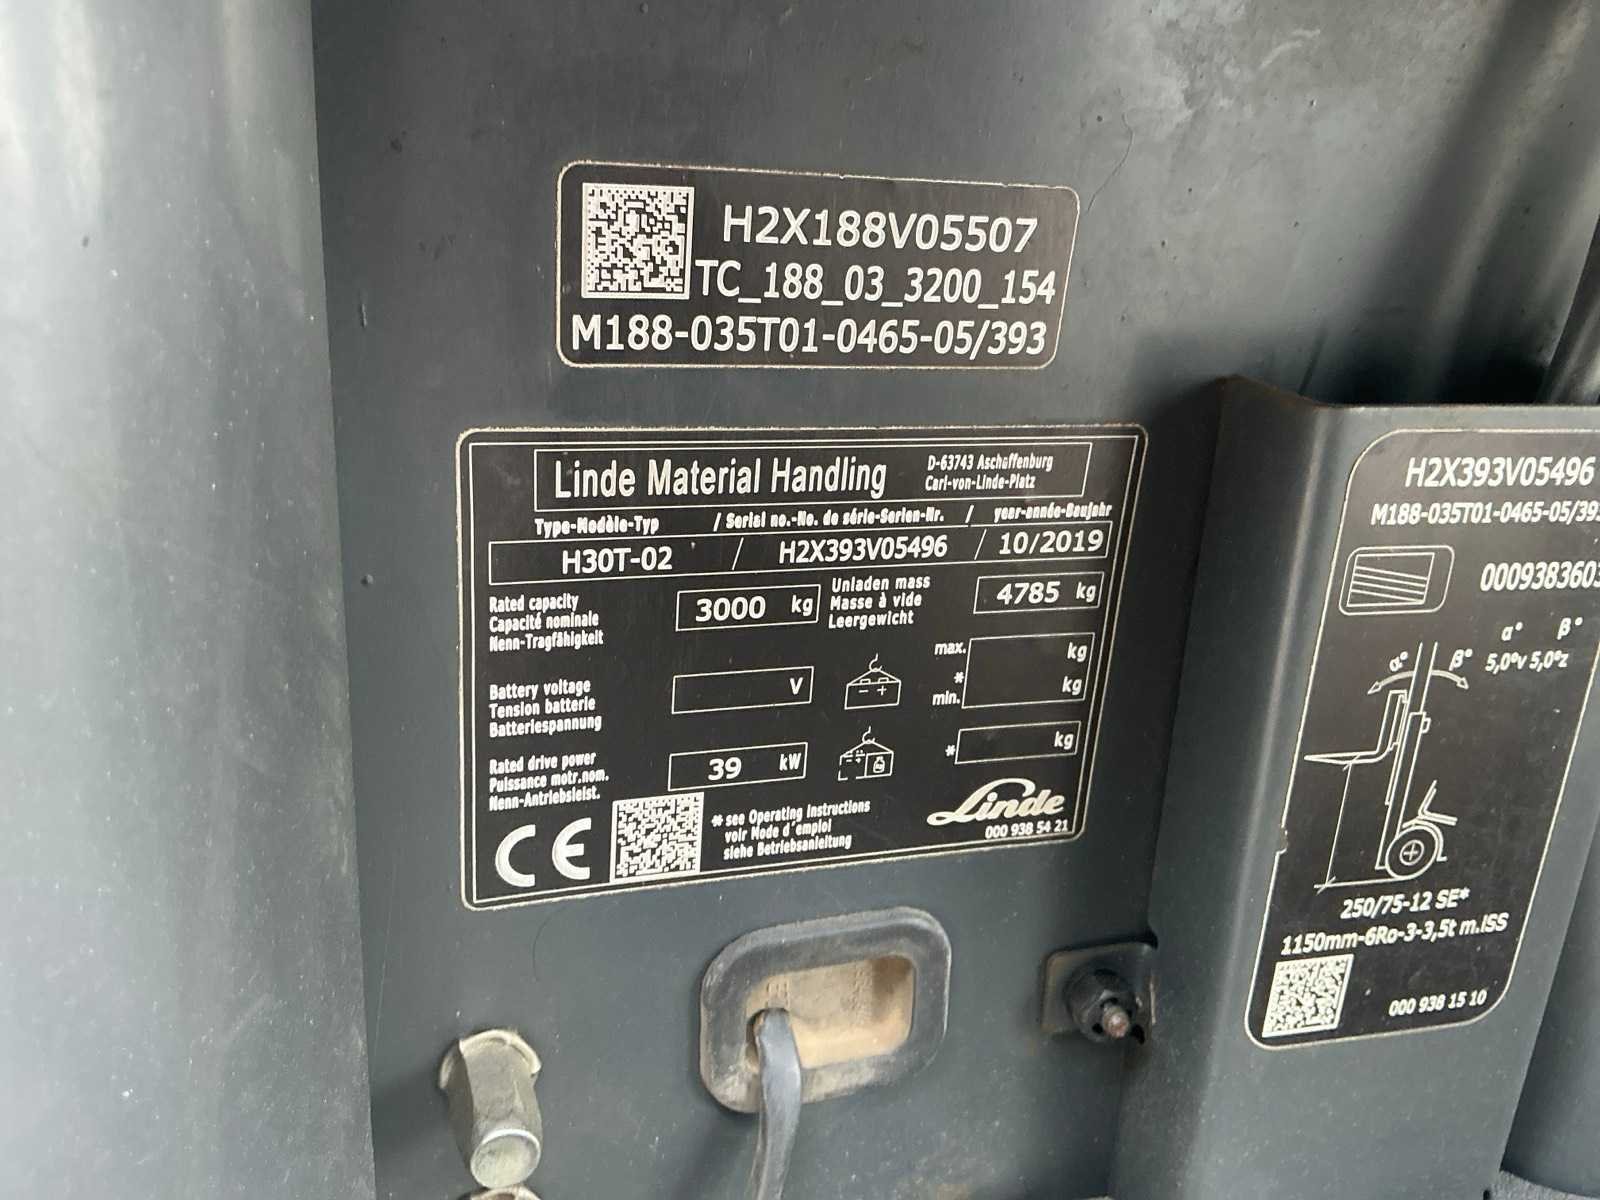 H2X188V05507
TC_188_03_3200_154
M188-035T01-0465-05/393
Linde Material Handling
D-63743 Aschaffenburg
Carl-von-Linde-Platz
Type-Modèle-Typ / Serial no.-No. de série-Serien-Nr. / year-année-Baujahr
H30T-02 / H2X393V05496 / 10/2019
Rated capacity
Capacité nominale
Nenn-Tragfähigkeit
3000 kg
Unladen mass
Masse à vide
Leergewicht
4785 kg
Battery voltage
Tension batterie
Batteriespannung
V
- +
max. kg
*
min. kg
Rated drive power
Puissance motr.nom.
Nenn-Antriebsleist.
39 kW
* kg
CE
* see Operating Instructions
voir Mode d'emploi
siehe Betriebsanleitung
Linde
000 938 54 21
H2X393V05496
M188-035T01-0465-05/393
0009383603
α° β°
α° β° 5,0°v 5,0°z
250/75-12 SE*
1150mm-6Ro-3-3,5t m.ISS
000 938 15 10